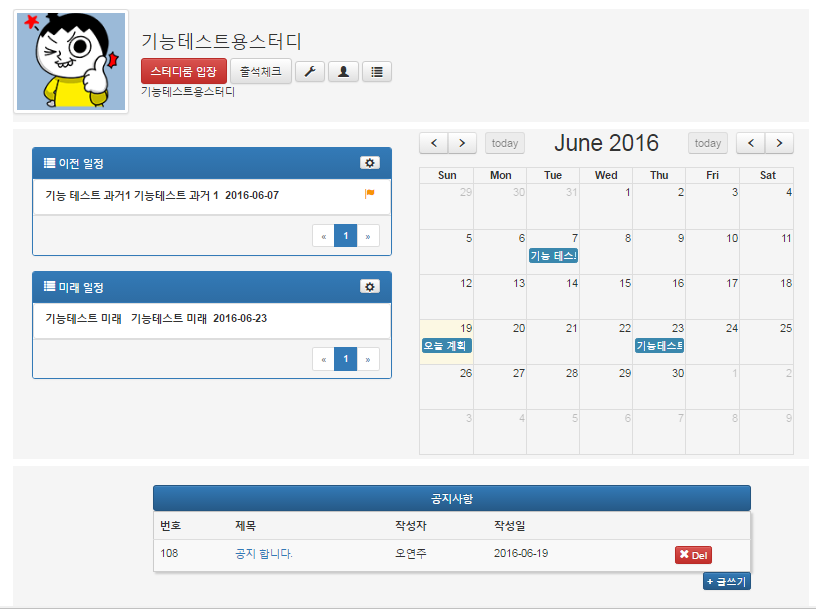 기능테스트용스터디
스터디룸 입장 출석체크
기능테스트용스터디
이전 일정
기능 테스트 과거1 기능테스트 과거 1 2016-06-07
« 1 »
미래 일정
기능테스트 미래 기능테스트 미래 2016-06-23
« 1 »
today June 2016 today
Sun Mon Tue Wed Thu Fri Sat
29 30 31 1 2 3 4
5 6 7 8 9 10 11
기능 테스
12 13 14 15 16 17 18
19 20 21 22 23 24 25
오늘 계획 기능테스트
26 27 28 29 30 1 2
3 4 5 6 7 8 9
공지사항
번호 제목 작성자 작성일
108 공지 합니다. 오연주 2016-06-19 Del
+ 글쓰기